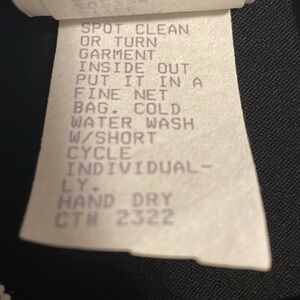 SPOT CLEAN
OR TURN
GARMENT
INSIDE OUT
PUT IT IN A
FINE NET
BAG. COLD
WATER WASH
W/SHORT
CYCLE
INDIVIDUAL-
LY.
HAND DRY
CT# 2322